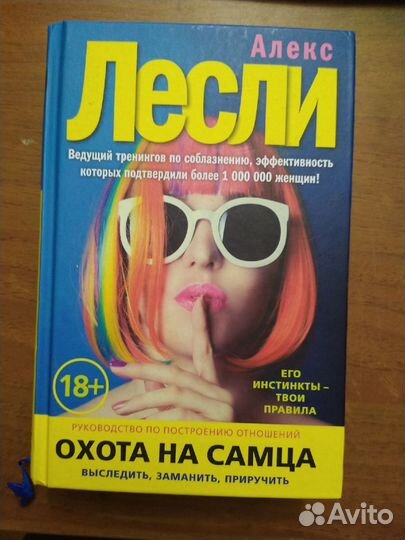 Алекс
Лесли
Ведущий тренингов по соблазнению, эффективность
которых подтвердили более 1 000 000 женщин!
18+
ЕГО
ИНСТИНКТЫ –
ТВОИ
ПРАВИЛА
РУКОВОДСТВО ПО ПОСТРОЕНИЮ ОТНОШЕНИЙ
ОХОТА НА САМЦА
ВЫСЛЕДИТЬ, ЗАМАНИТЬ, ПРИРУЧИТЬ
Avito